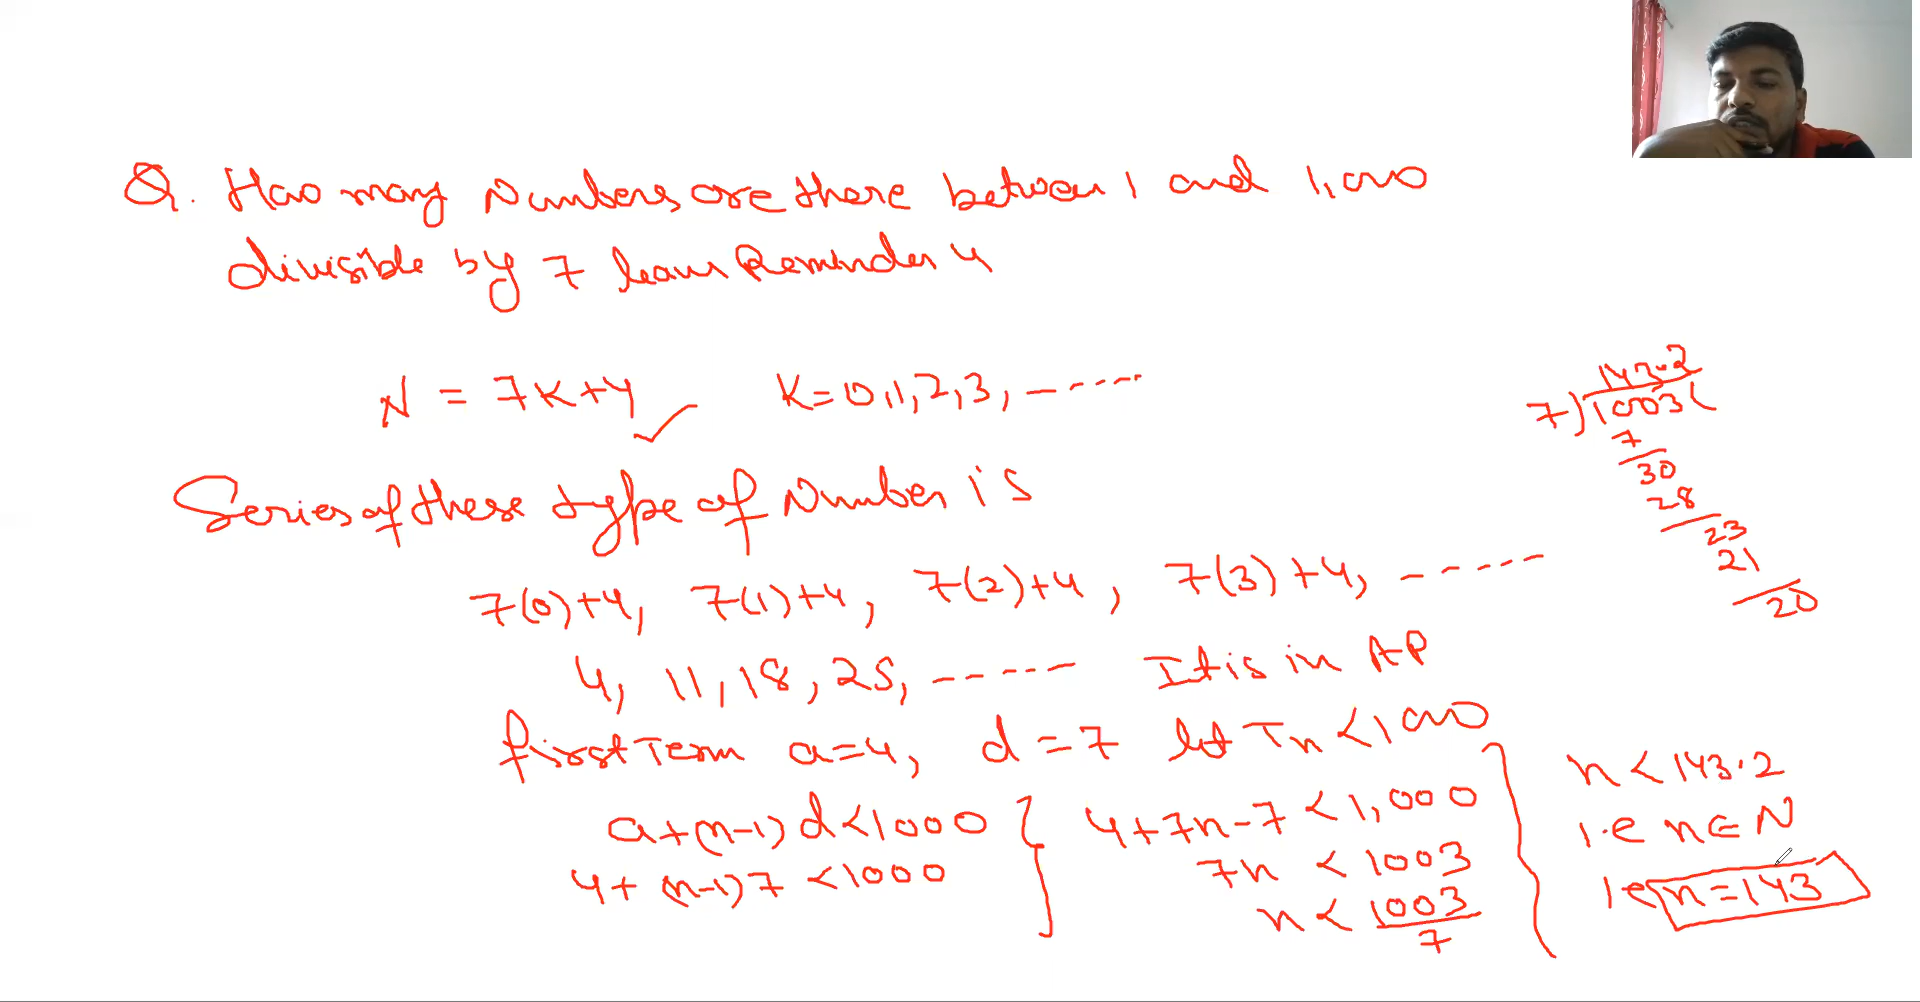 Q. How many Numbers are there between 1 and 1,000
divisible by 7 leave Reminder 4
N = 7K+4 K=0,1,2,3, ------
Series of these type of Number is
7(0)+4, 7(1)+4, 7(2)+4, 7(3)+4, ------
4, 11, 18, 25, ------ It is in AP
first Term a=4, d=7 let Tn < 1000
a+(n-1)d<1000
4+(n-1)7<1000
4+7n-7<1,000
7n < 1003
n < 1003/7
n < 143.2
i.e n∈N
i.e n=143
143.2
7)1003(
7
30
28
23
21
20